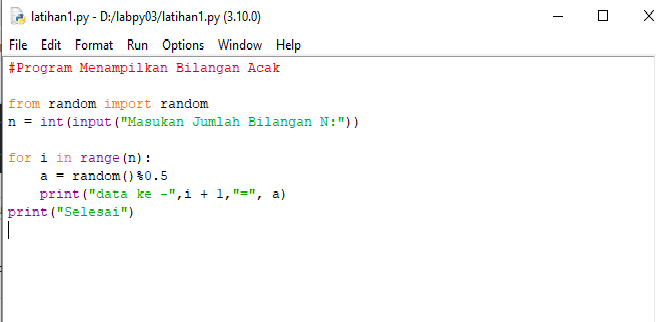 latihan1.py - D:/labpy03/latihan1.py (3.10.0)
File Edit Format Run Options Window Help
#Program Menampilkan Bilangan Acak
from random import random
n = int(input("Masukan Jumlah Bilangan N:"))
for i in range(n):
    a = random()%0.5
    print("data ke -",i + 1,"=", a)
print("Selesai")